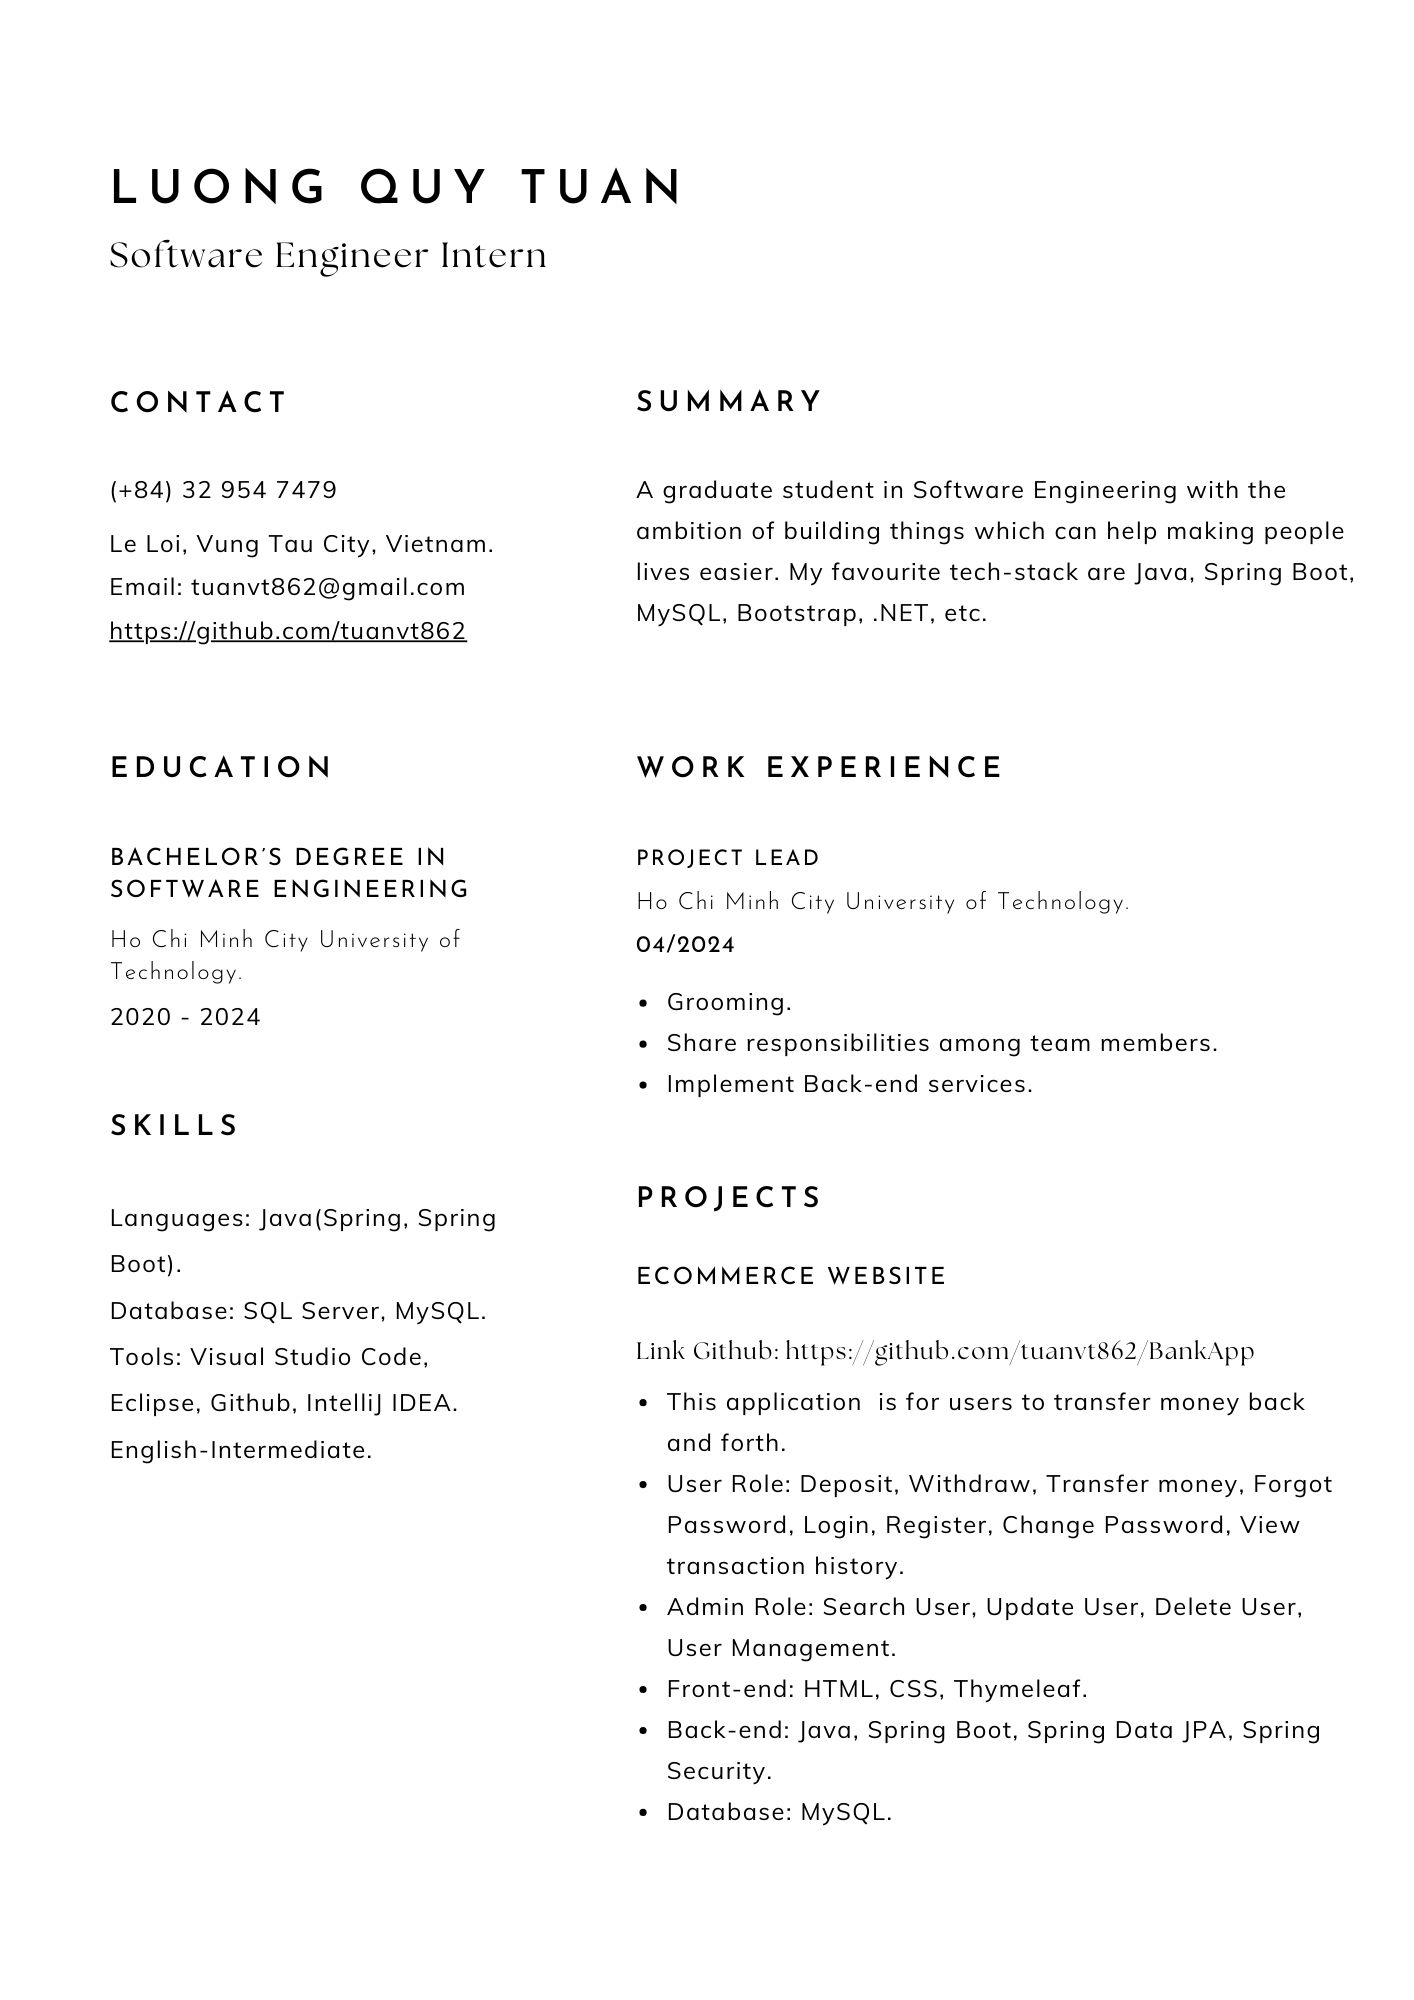 LUONG QUY TUAN
Software Engineer Intern
CONTACT
(+84) 32 954 7479
Le Loi, Vung Tau City, Vietnam.
Email: tuanvt862@gmail.com
https://github.com/tuanvt862
EDUCATION
BACHELOR'S DEGREE IN
SOFTWARE ENGINEERING
Ho Chi Minh City University of
Technology.
2020 - 2024
SKILLS
Languages: Java(Spring, Spring
Boot).
Database: SQL Server, MySQL.
Tools: Visual Studio Code,
Eclipse, Github, IntelliJ IDEA.
English-Intermediate.
SUMMARY
A graduate student in Software Engineering with the
ambition of building things which can help making people
lives easier. My favourite tech-stack are Java, Spring Boot,
MySQL, Bootstrap, .NET, etc.
WORK EXPERIENCE
PROJECT LEAD
Ho Chi Minh City University of Technology.
04/2024
• Grooming.
• Share responsibilities among team members.
• Implement Back-end services.
PROJECTS
ECOMMERCE WEBSITE
Link Github: https://github.com/tuanvt862/BankApp
• This application  is for users to transfer money back
and forth.
• User Role: Deposit, Withdraw, Transfer money, Forgot
Password, Login, Register, Change Password, View
transaction history.
• Admin Role: Search User, Update User, Delete User,
User Management.
• Front-end: HTML, CSS, Thymeleaf.
• Back-end: Java, Spring Boot, Spring Data JPA, Spring
Security.
• Database: MySQL.